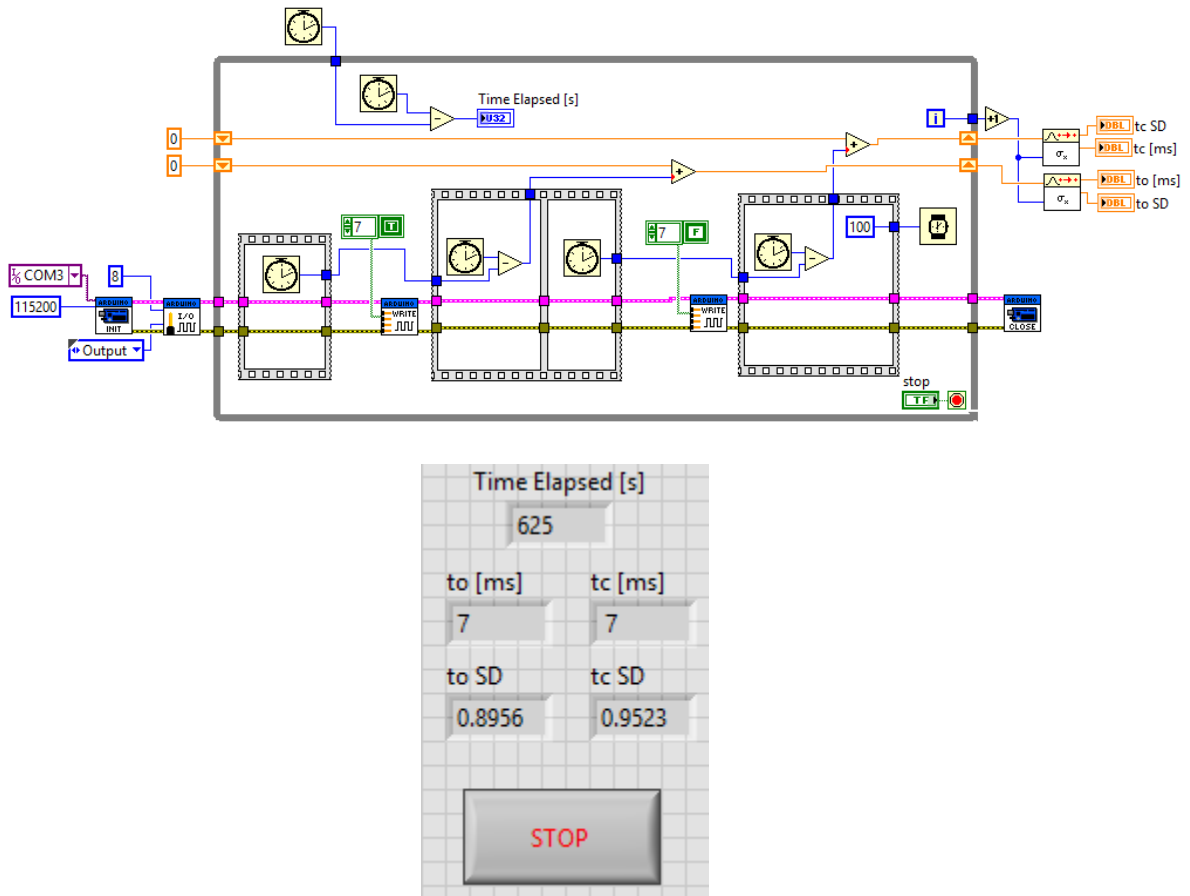 Time Elapsed [s]
U32
0
0
i
+1
DBL tc SD
σx
DBL tc [ms]
DBL to [ms]
σx
DBL to SD
7 T
7 F
100
COM3
8
115200
ARDUINO
INIT
ARDUINO
I/O
ARDUINO
WRITE
ARDUINO
WRITE
ARDUINO
CLOSE
Output
stop
TF
Time Elapsed [s]
625
to [ms] tc [ms]
7 7
to SD tc SD
0.8956 0.9523
STOP